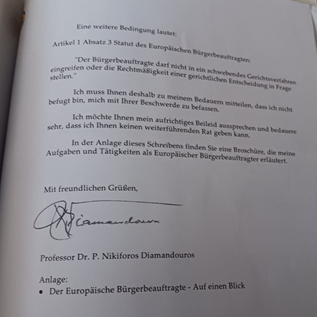 Eine weitere Bedingung lautet:
Artikel 1 Absatz 3 Statut des Europäischen Bürgerbeauftragten:
"Der Bürgerbeauftragte darf nicht in ein schwebendes Gerichtsverfahren
eingreifen oder die Rechtmäßigkeit einer gerichtlichen Entscheidung in Frage
stellen."
Ich muss Ihnen deshalb zu meinem Bedauern mitteilen, dass ich nicht
befugt bin, mich mit Ihrer Beschwerde zu befassen.
Ich möchte Ihnen mein aufrichtiges Beileid aussprechen und bedauere
sehr, dass ich Ihnen keinen weiterführenden Rat geben kann.
In der Anlage dieses Schreibens finden Sie eine Broschüre, die meine
Aufgaben und Tätigkeiten als Europäischer Bürgerbeauftragter erläutert.
Mit freundlichen Grüßen,
Diamandouros
Professor Dr. P. Nikiforos Diamandouros
Anlage:
• Der Europäische Bürgerbeauftragte - Auf einen Blick